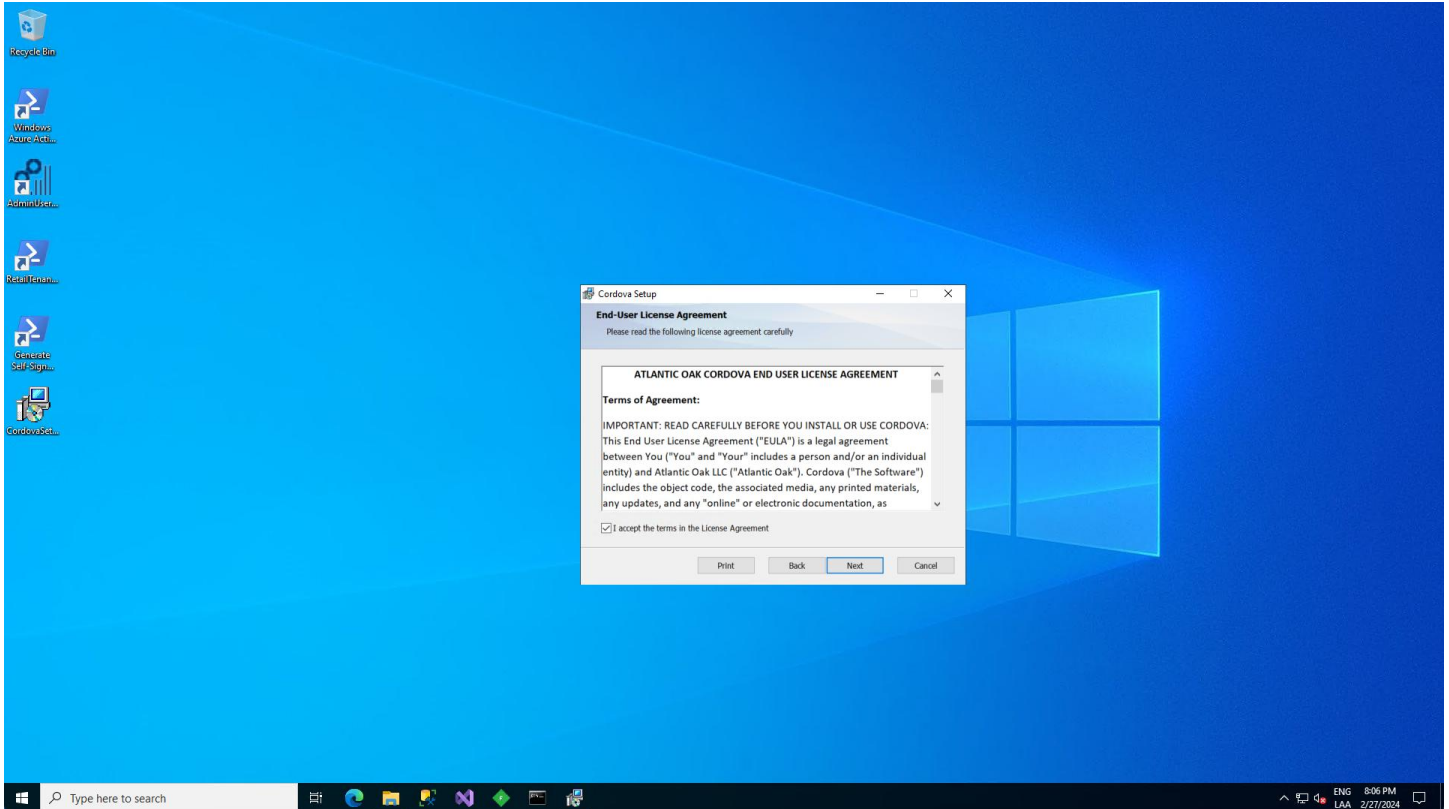 Recycle Bin
Windows
Azure Acti...
AdminUser...
RetailTenan...
Generate
Self-Sign...
CordovaSet...
Cordova Setup
End-User License Agreement
Please read the following license agreement carefully
ATLANTIC OAK CORDOVA END USER LICENSE AGREEMENT
Terms of Agreement:
IMPORTANT: READ CAREFULLY BEFORE YOU INSTALL OR USE CORDOVA:
This End User License Agreement ("EULA") is a legal agreement
between You ("You" and "Your" includes a person and/or an individual
entity) and Atlantic Oak LLC ("Atlantic Oak"). Cordova ("The Software")
includes the object code, the associated media, any printed materials,
any updates, and any "online" or electronic documentation, as
I accept the terms in the License Agreement
Print Back Next Cancel
Type here to search
ENG 8:06 PM
LAA 2/27/2024